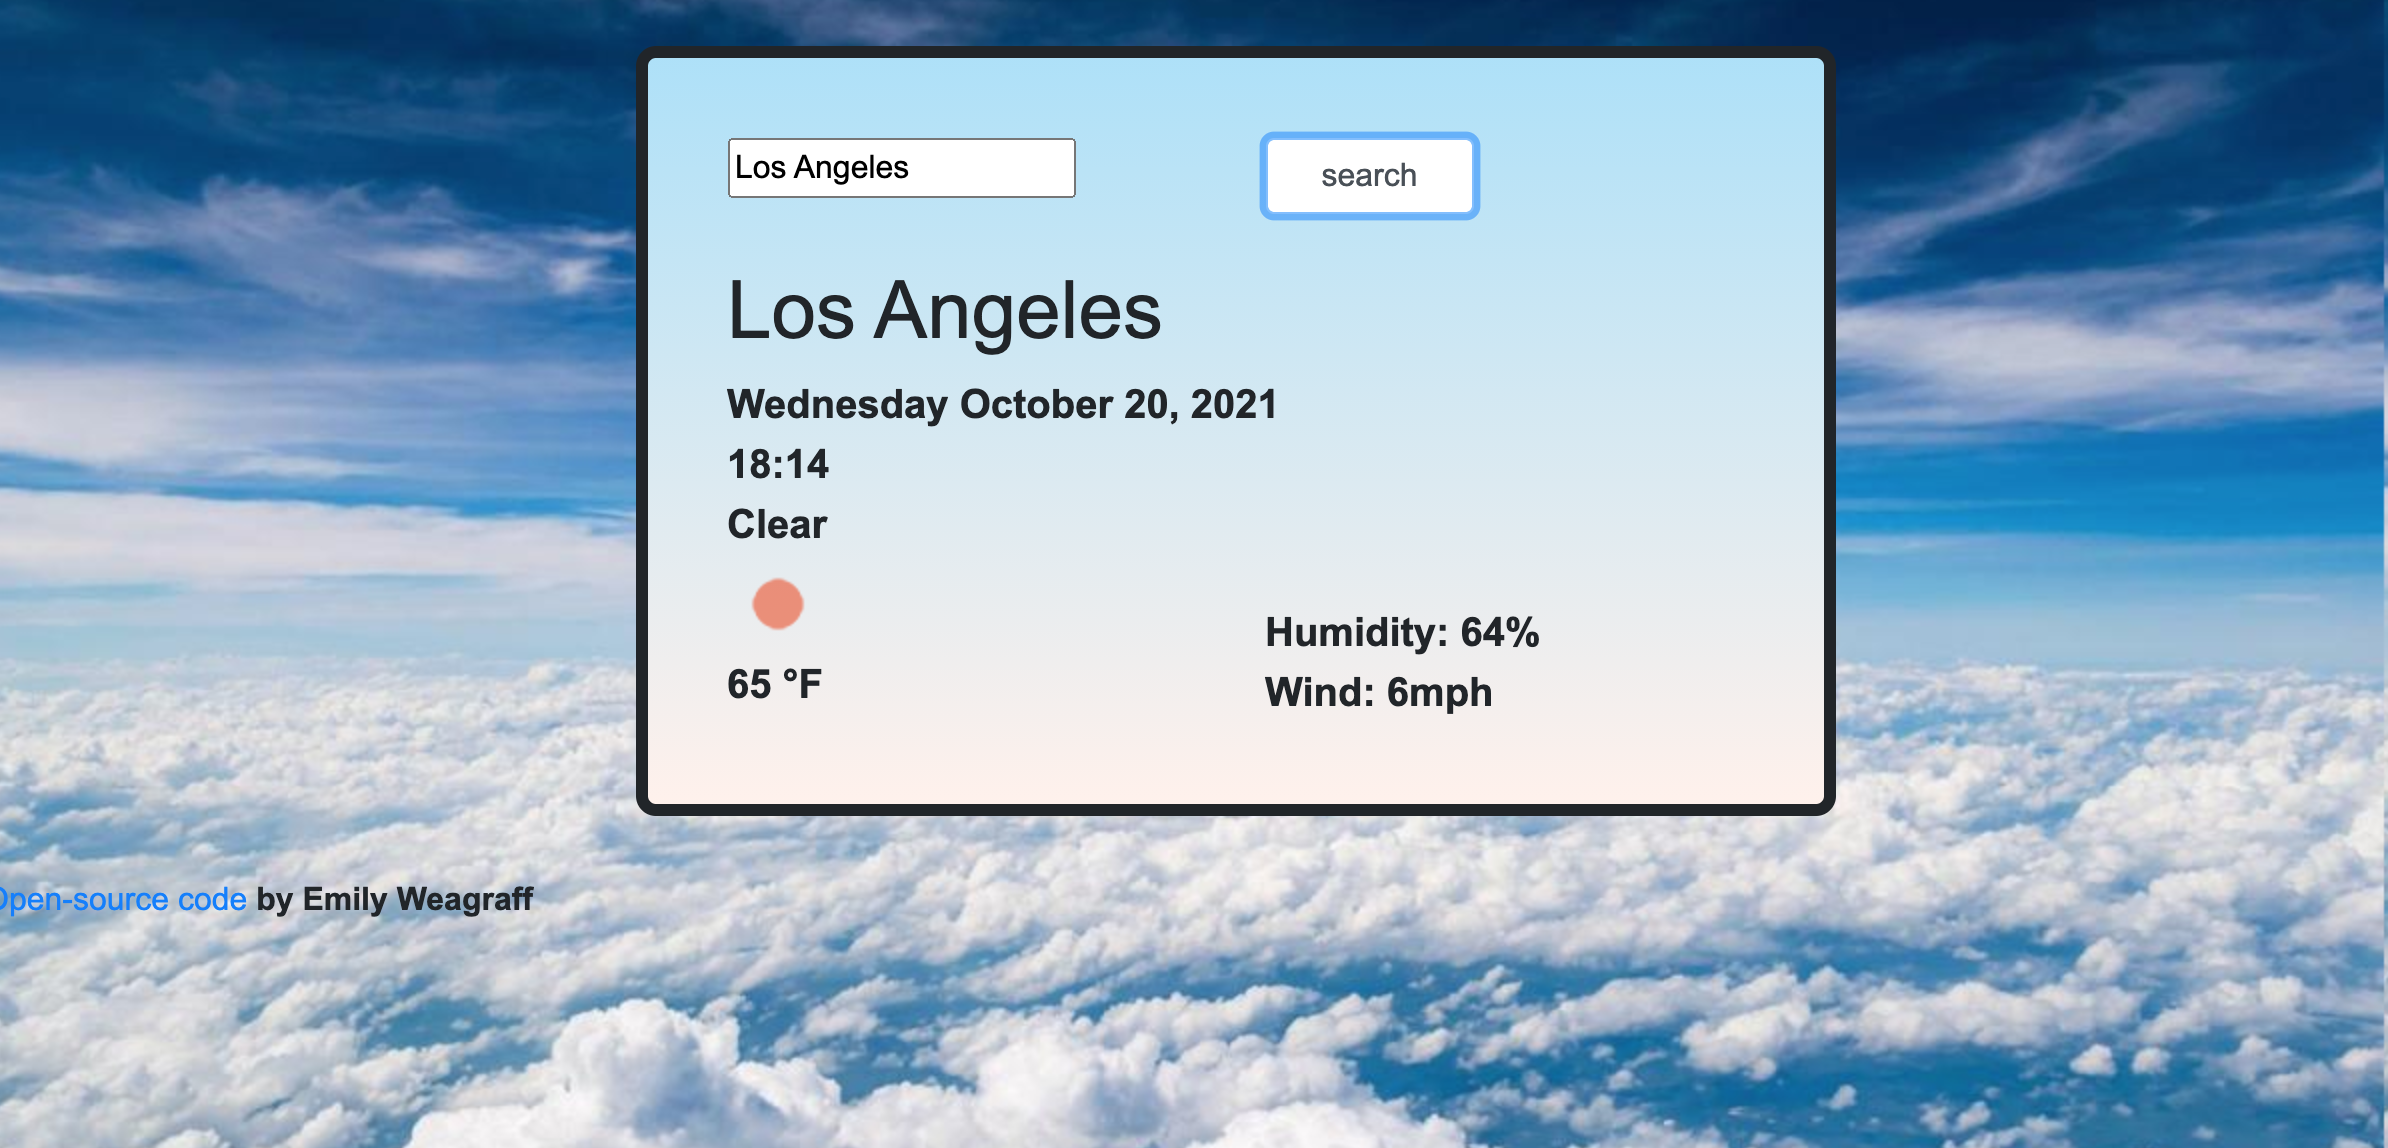 Los Angeles
search
Los Angeles
Wednesday October 20, 2021
18:14
Clear
65 °F
Humidity: 64%
Wind: 6mph
Open-source code by Emily Weagraff